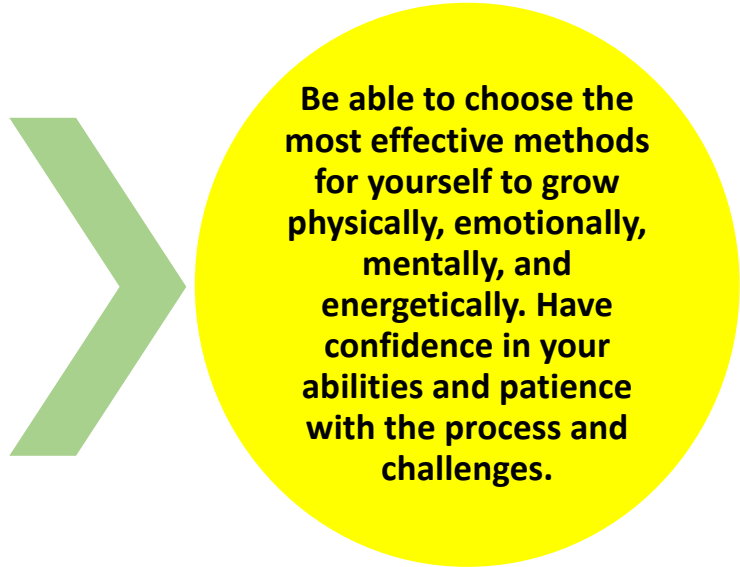 Be able to choose the
most effective methods
for yourself to grow
physically, emotionally,
mentally, and
energetically. Have
confidence in your
abilities and patience
with the process and
challenges.